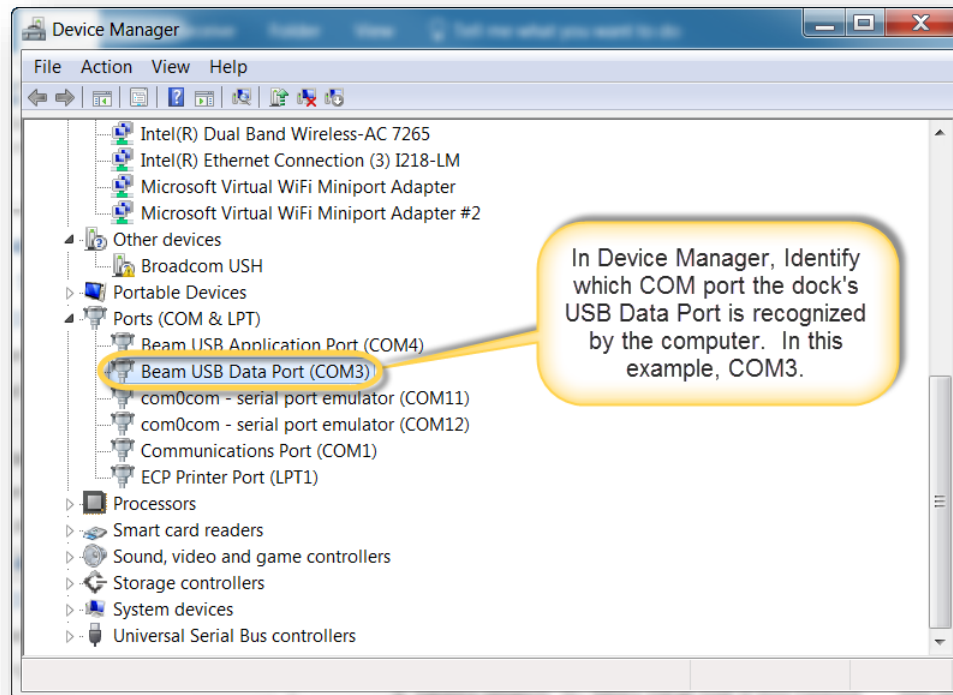 Device Manager
File Action View Help
Intel(R) Dual Band Wireless-AC 7265
Intel(R) Ethernet Connection (3) I218-LM
Microsoft Virtual WiFi Miniport Adapter
Microsoft Virtual WiFi Miniport Adapter #2
Other devices
Broadcom USH
Portable Devices
Ports (COM & LPT)
Beam USB Application Port (COM4)
Beam USB Data Port (COM3)
com0com - serial port emulator (COM11)
com0com - serial port emulator (COM12)
Communications Port (COM1)
ECP Printer Port (LPT1)
Processors
Smart card readers
Sound, video and game controllers
Storage controllers
System devices
Universal Serial Bus controllers
In Device Manager, Identify
which COM port the dock's
USB Data Port is recognized
by the computer. In this
example, COM3.